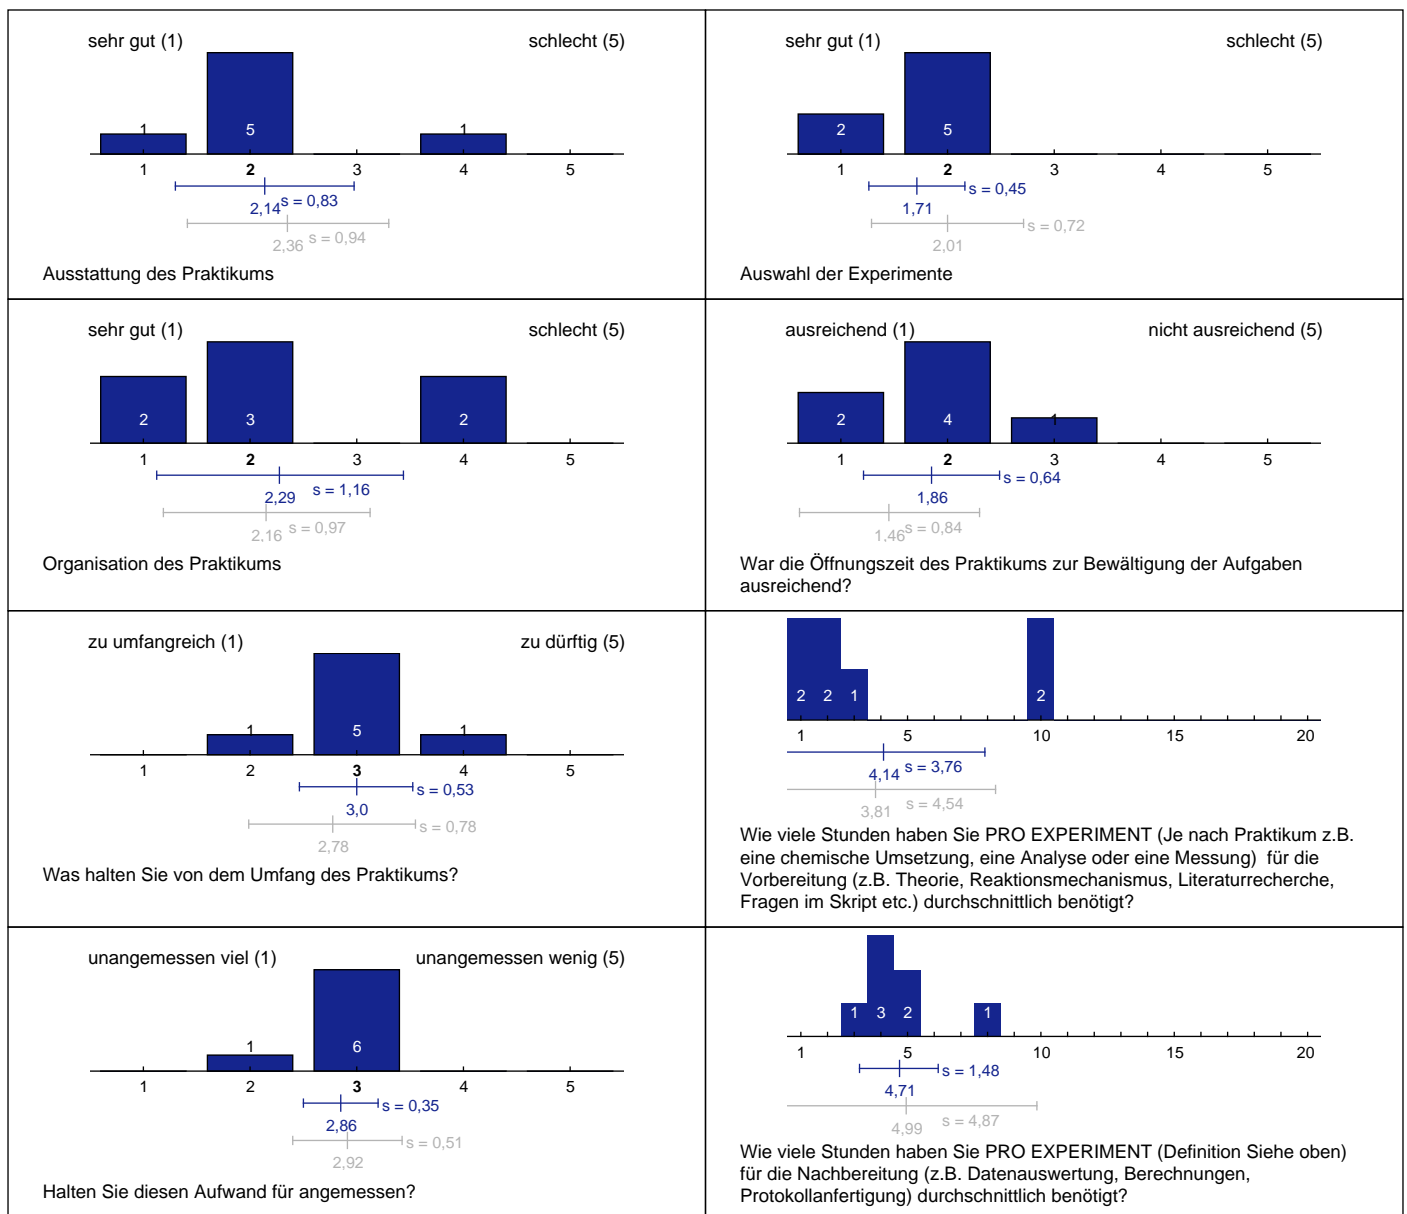 sehr gut (1) schlecht (5)
1 5 1
1 2 3 4 5
2,14 s = 0,83
2,36 s = 0,94
Ausstattung des Praktikums
sehr gut (1) schlecht (5)
2 5
1 2 3 4 5
1,71 s = 0,45
2,01 s = 0,72
Auswahl der Experimente
sehr gut (1) schlecht (5)
2 3 2
1 2 3 4 5
2,29 s = 1,16
2,16 s = 0,97
Organisation des Praktikums
ausreichend (1) nicht ausreichend (5)
2 4 1
1 2 3 4 5
1,86 s = 0,64
1,46 s = 0,84
War die Öffnungszeit des Praktikums zur Bewältigung der Aufgaben
ausreichend?
zu umfangreich (1) zu dürftig (5)
1 5 1
1 2 3 4 5
3,0 s = 0,53
2,78 s = 0,78
Was halten Sie von dem Umfang des Praktikums?
2 2 1 2
1 5 10 15 20
4,14 s = 3,76
3,81 s = 4,54
Wie viele Stunden haben Sie PRO EXPERIMENT (Je nach Praktikum z.B.
eine chemische Umsetzung, eine Analyse oder eine Messung) für die
Vorbereitung (z.B. Theorie, Reaktionsmechanismus, Literaturrecherche,
Fragen im Skript etc.) durchschnittlich benötigt?
unangemessen viel (1) unangemessen wenig (5)
1 6
1 2 3 4 5
2,86 s = 0,35
2,92 s = 0,51
Halten Sie diesen Aufwand für angemessen?
1 3 2 1
1 5 10 15 20
4,71 s = 1,48
4,99 s = 4,87
Wie viele Stunden haben Sie PRO EXPERIMENT (Definition Siehe oben)
für die Nachbereitung (z.B. Datenauswertung, Berechnungen,
Protokollanfertigung) durchschnittlich benötigt?